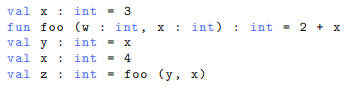 val x : int = 3
fun foo (w : int, x : int) : int = 2 + x
val y : int = x
val x : int = 4
val z : int = foo (y, x)